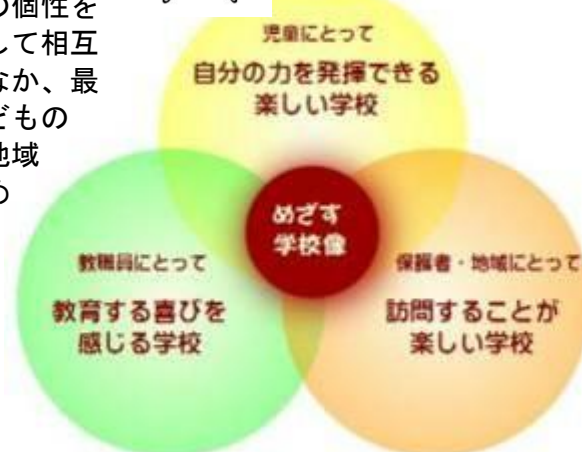 の個性を
して相互
なか、最
どもの
地域
め
児童にとって
自分の力を発揮できる
楽しい学校
めざす
学校像
教職員にとって
教育する喜びを
感じる学校
保護者・地域にとって
訪問することが
楽しい学校